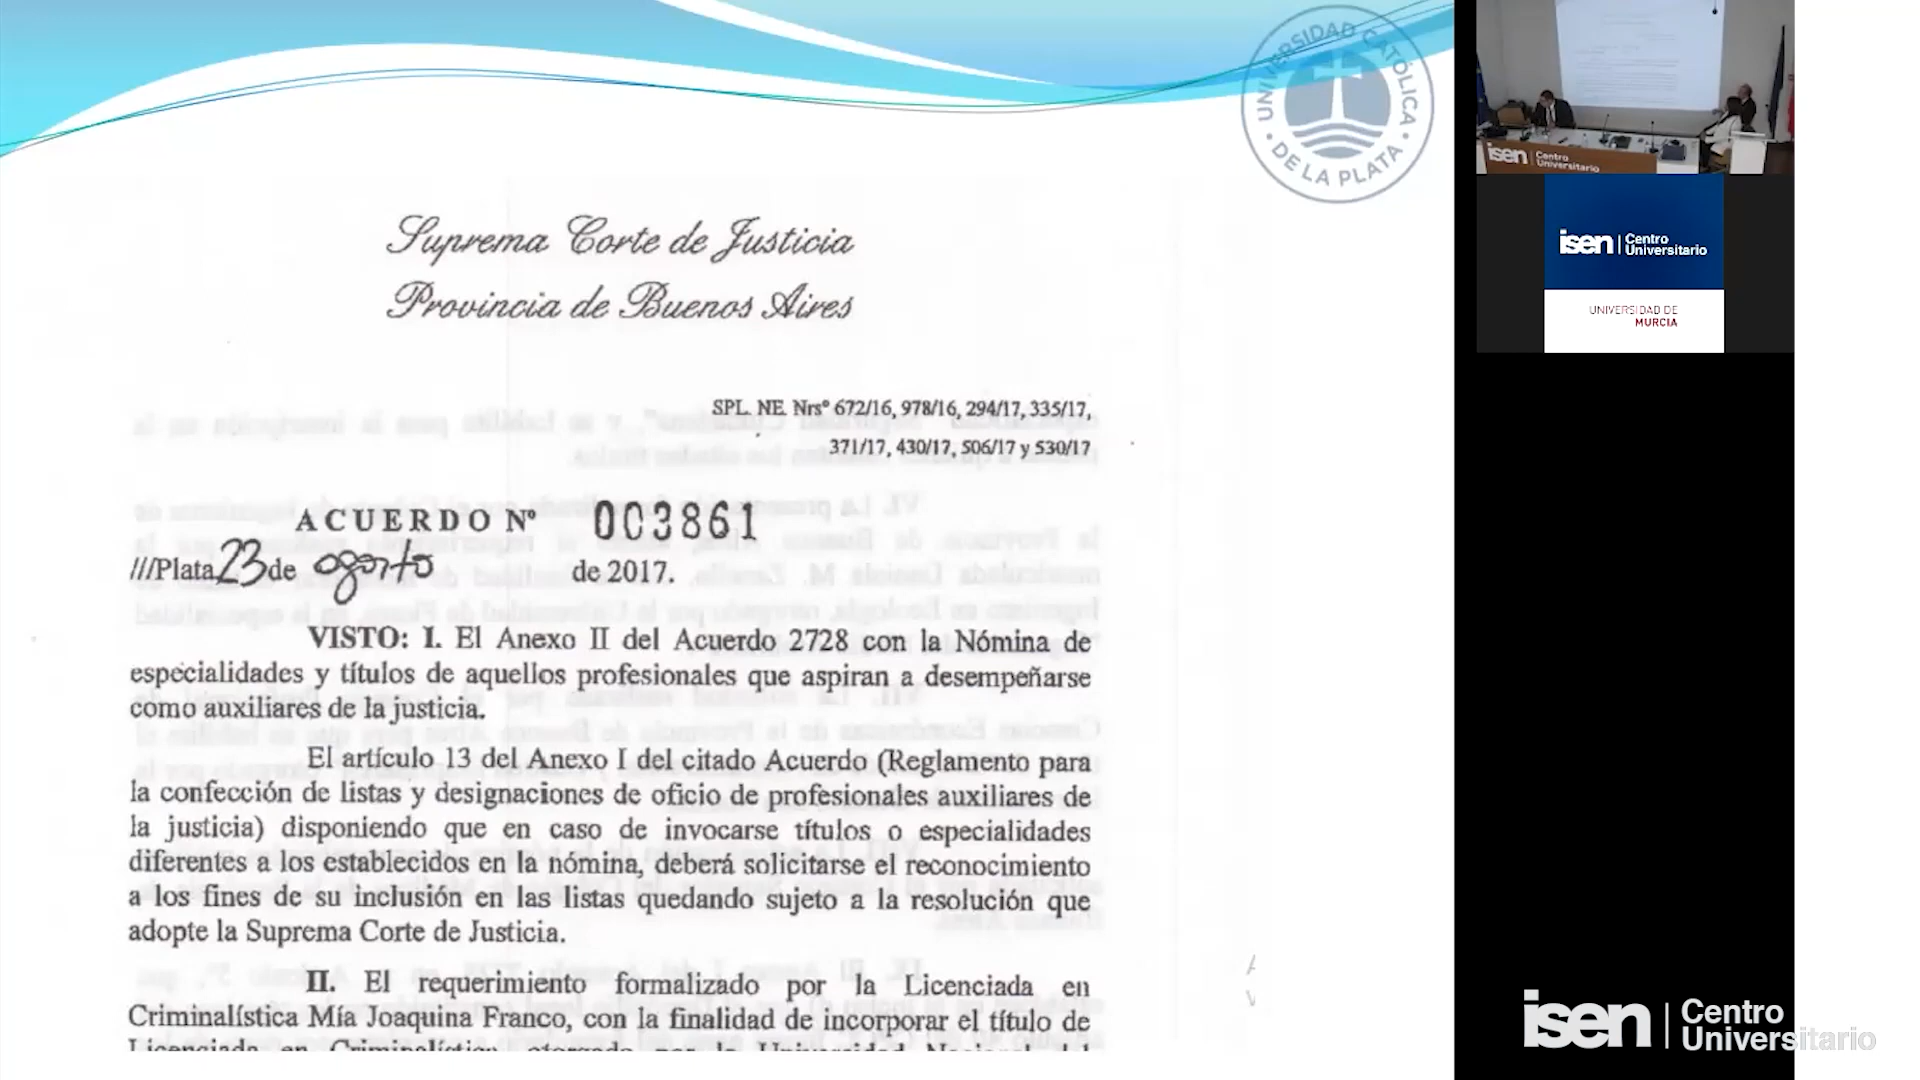 UNIVERSIDAD CATÓLICA
DE LA PLATA
Suprema Corte de Justicia
Provincia de Buenos Aires
SPL. NE. Nrsº 672/16, 978/16, 294/17, 335/17,
371/17, 430/17, 506/17 y 530/17
ACUERDO Nº 003861
///Plata 23 de agosto de 2017.
VISTO: I. El Anexo II del Acuerdo 2728 con la Nómina de
especialidades y títulos de aquellos profesionales que aspiran a desempeñarse
como auxiliares de la justicia.
El artículo 13 del Anexo I del citado Acuerdo (Reglamento para
la confección de listas y designaciones de oficio de profesionales auxiliares de
la justicia) disponiendo que en caso de invocarse títulos o especialidades
diferentes a los establecidos en la nómina, deberá solicitarse el reconocimiento
a los fines de su inclusión en las listas quedando sujeto a la resolución que
adopte la Suprema Corte de Justicia.
II. El requerimiento formalizado por la Licenciada en
Criminalística Mía Joaquina Franco, con la finalidad de incorporar el título de
Licenciada en Criminalística
isen Centro
Universitario
isen Centro
Universitario
UNIVERSIDAD DE
MURCIA
isen Centro
Universitario